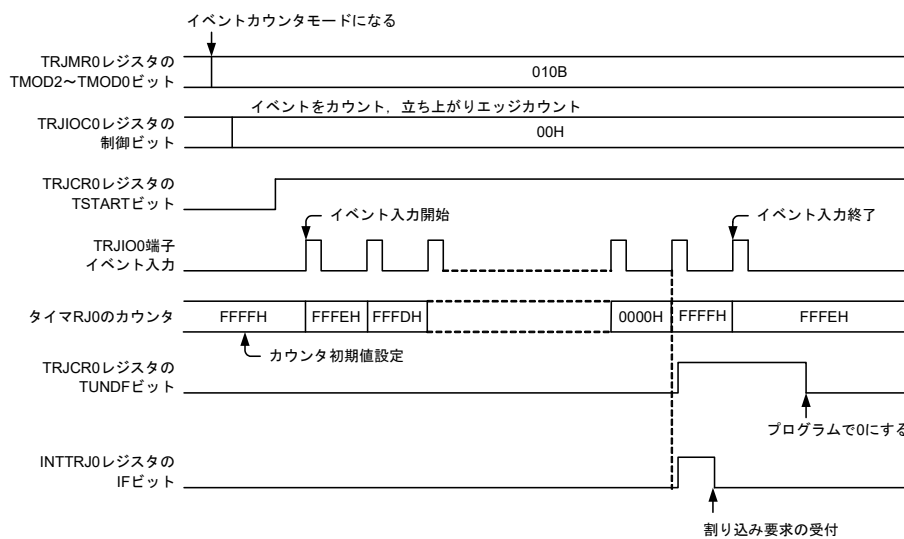 イベントカウンタモードになる
TRJMR0レジスタの
TMOD2～TMOD0ビット
010B
イベントをカウント，立ち上がりエッジカウント
TRJIOC0レジスタの
制御ビット
00H
TRJCR0レジスタの
TSTARTビット
イベント入力開始
イベント入力終了
TRJIO0端子
イベント入力
タイマRJ0のカウンタ
FFFFH
FFFEH
FFFDH
0000H
FFFFH
FFFEH
カウンタ初期値設定
TRJCR0レジスタの
TUNDFビット
プログラムで0にする
INTTRJ0レジスタの
IFビット
割り込み要求の受付